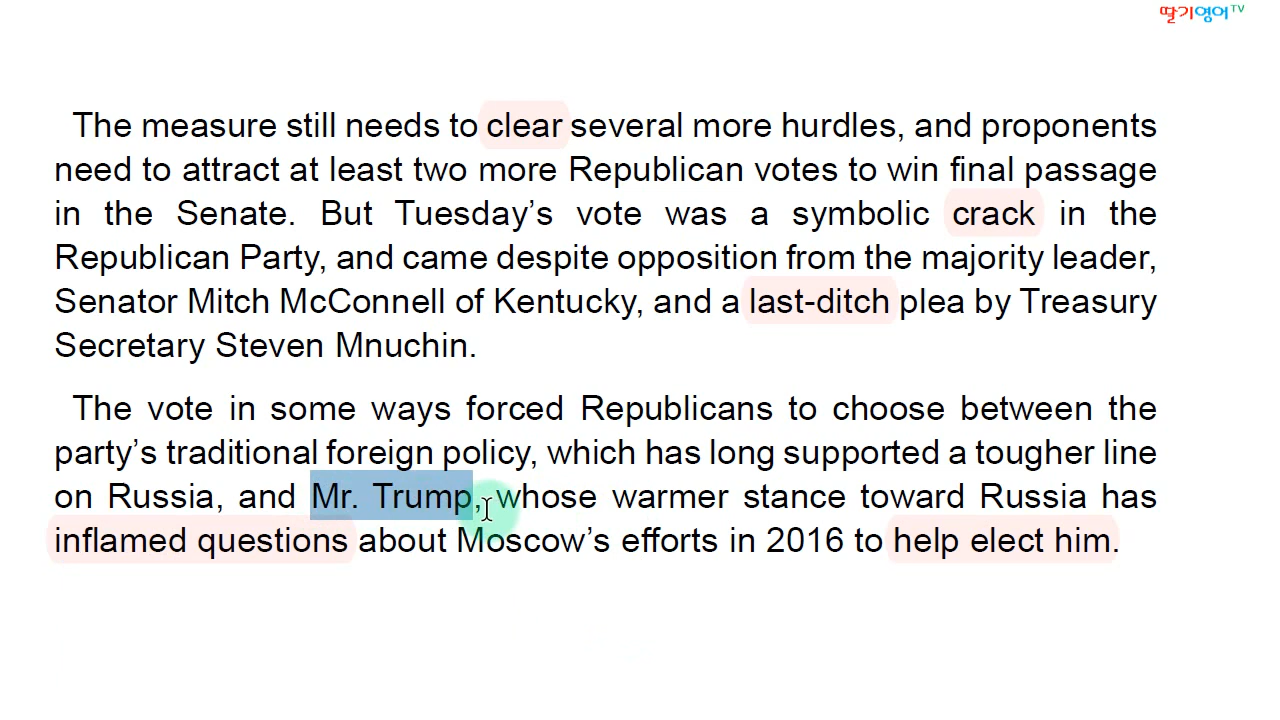 딸기영어TV
The measure still needs to clear several more hurdles, and proponents
need to attract at least two more Republican votes to win final passage
in the Senate. But Tuesday’s vote was a symbolic crack in the
Republican Party, and came despite opposition from the majority leader,
Senator Mitch McConnell of Kentucky, and a last-ditch plea by Treasury
Secretary Steven Mnuchin.
The vote in some ways forced Republicans to choose between the
party’s traditional foreign policy, which has long supported a tougher line
on Russia, and Mr. Trump, whose warmer stance toward Russia has
inflamed questions about Moscow’s efforts in 2016 to help elect him.